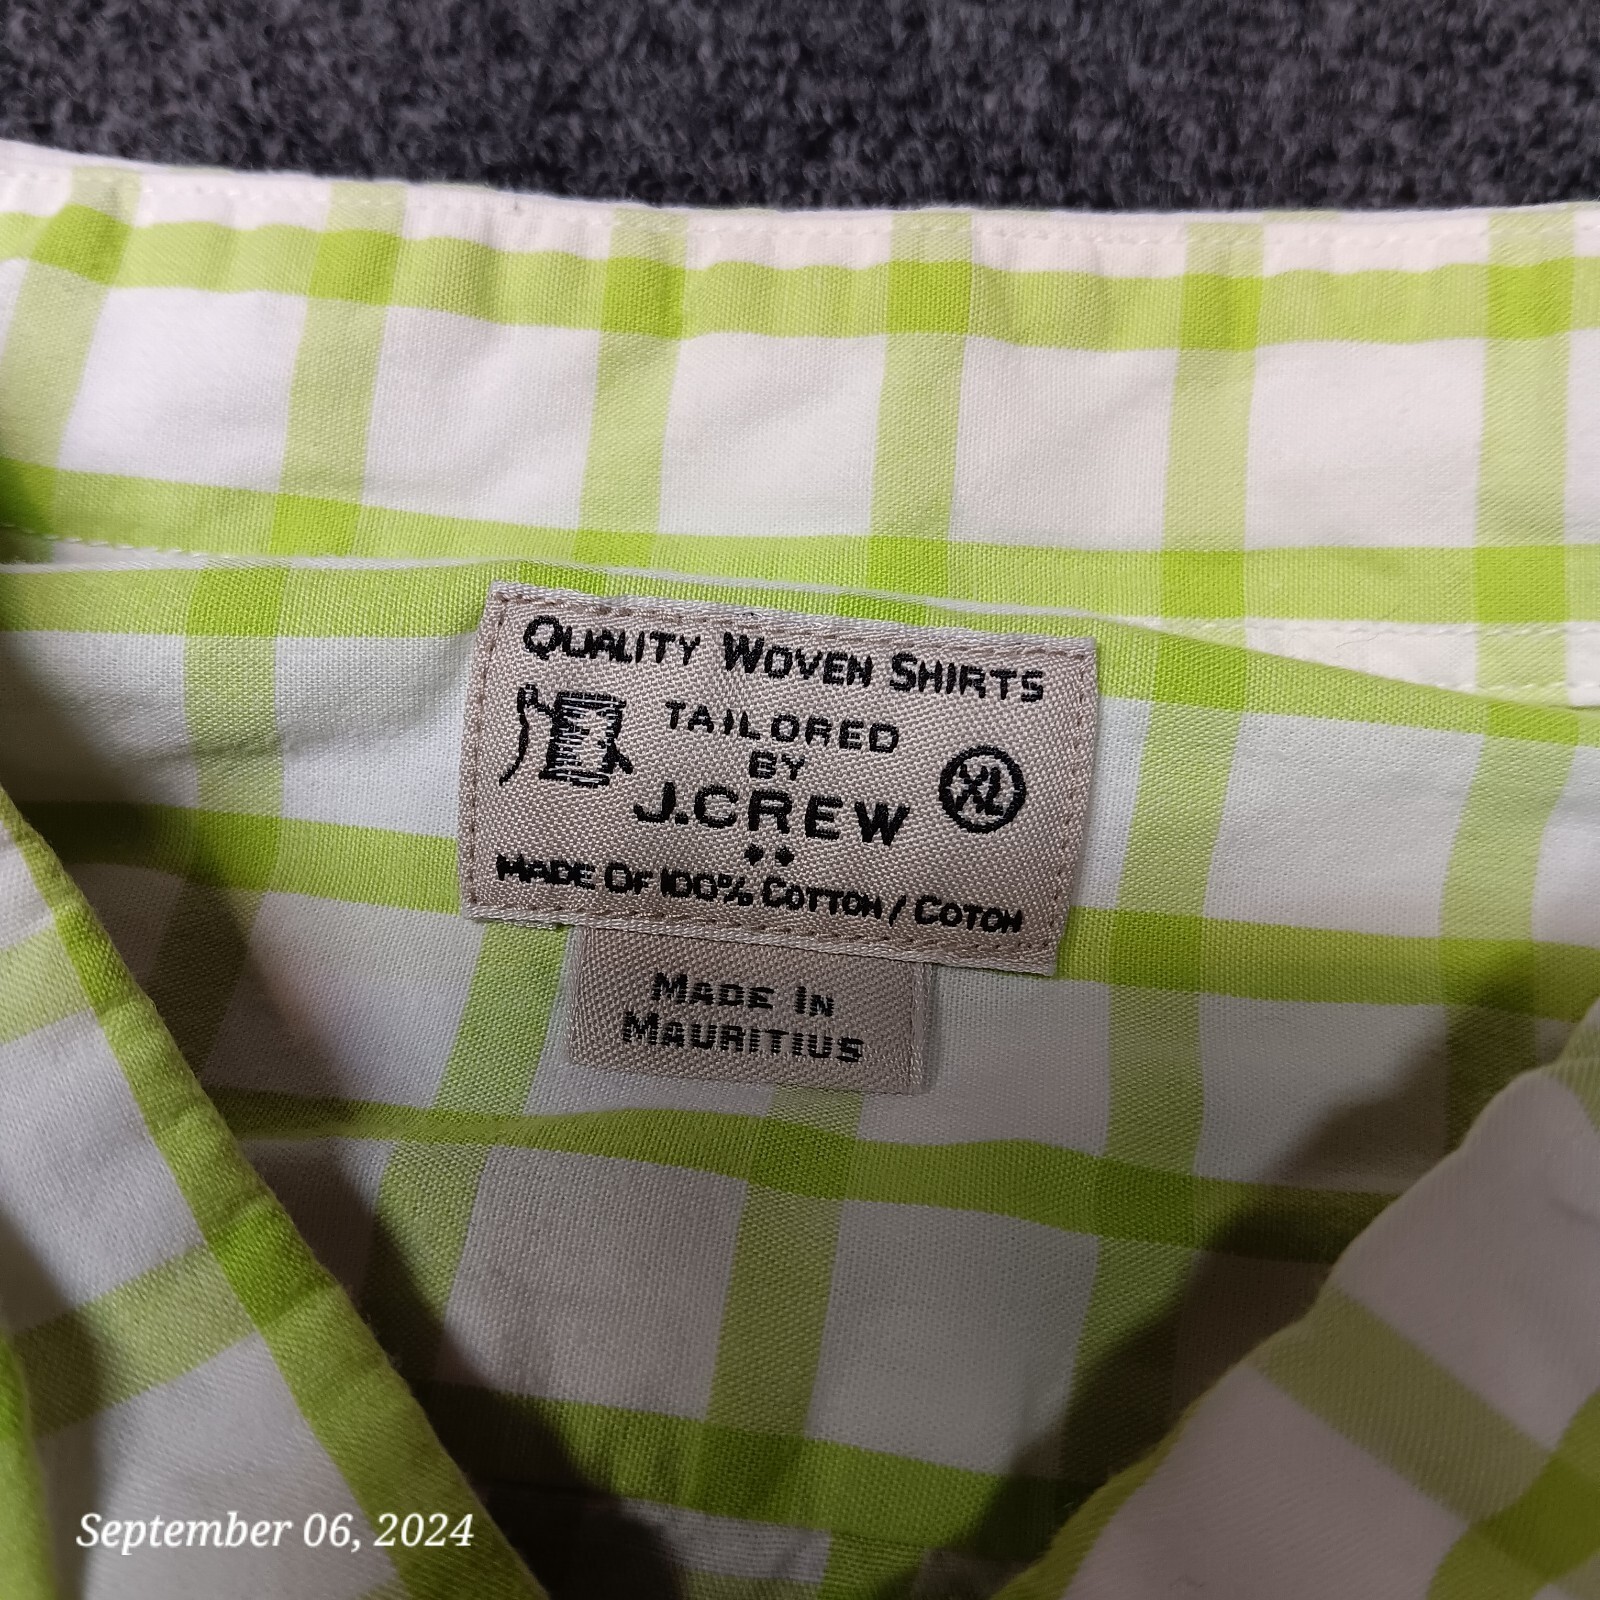 Quality Woven Shirts
TAILORED
BY
XL
J.CREW
Made Of 100% Cotton / Coton
Made In
Mauritius
September 06, 2024